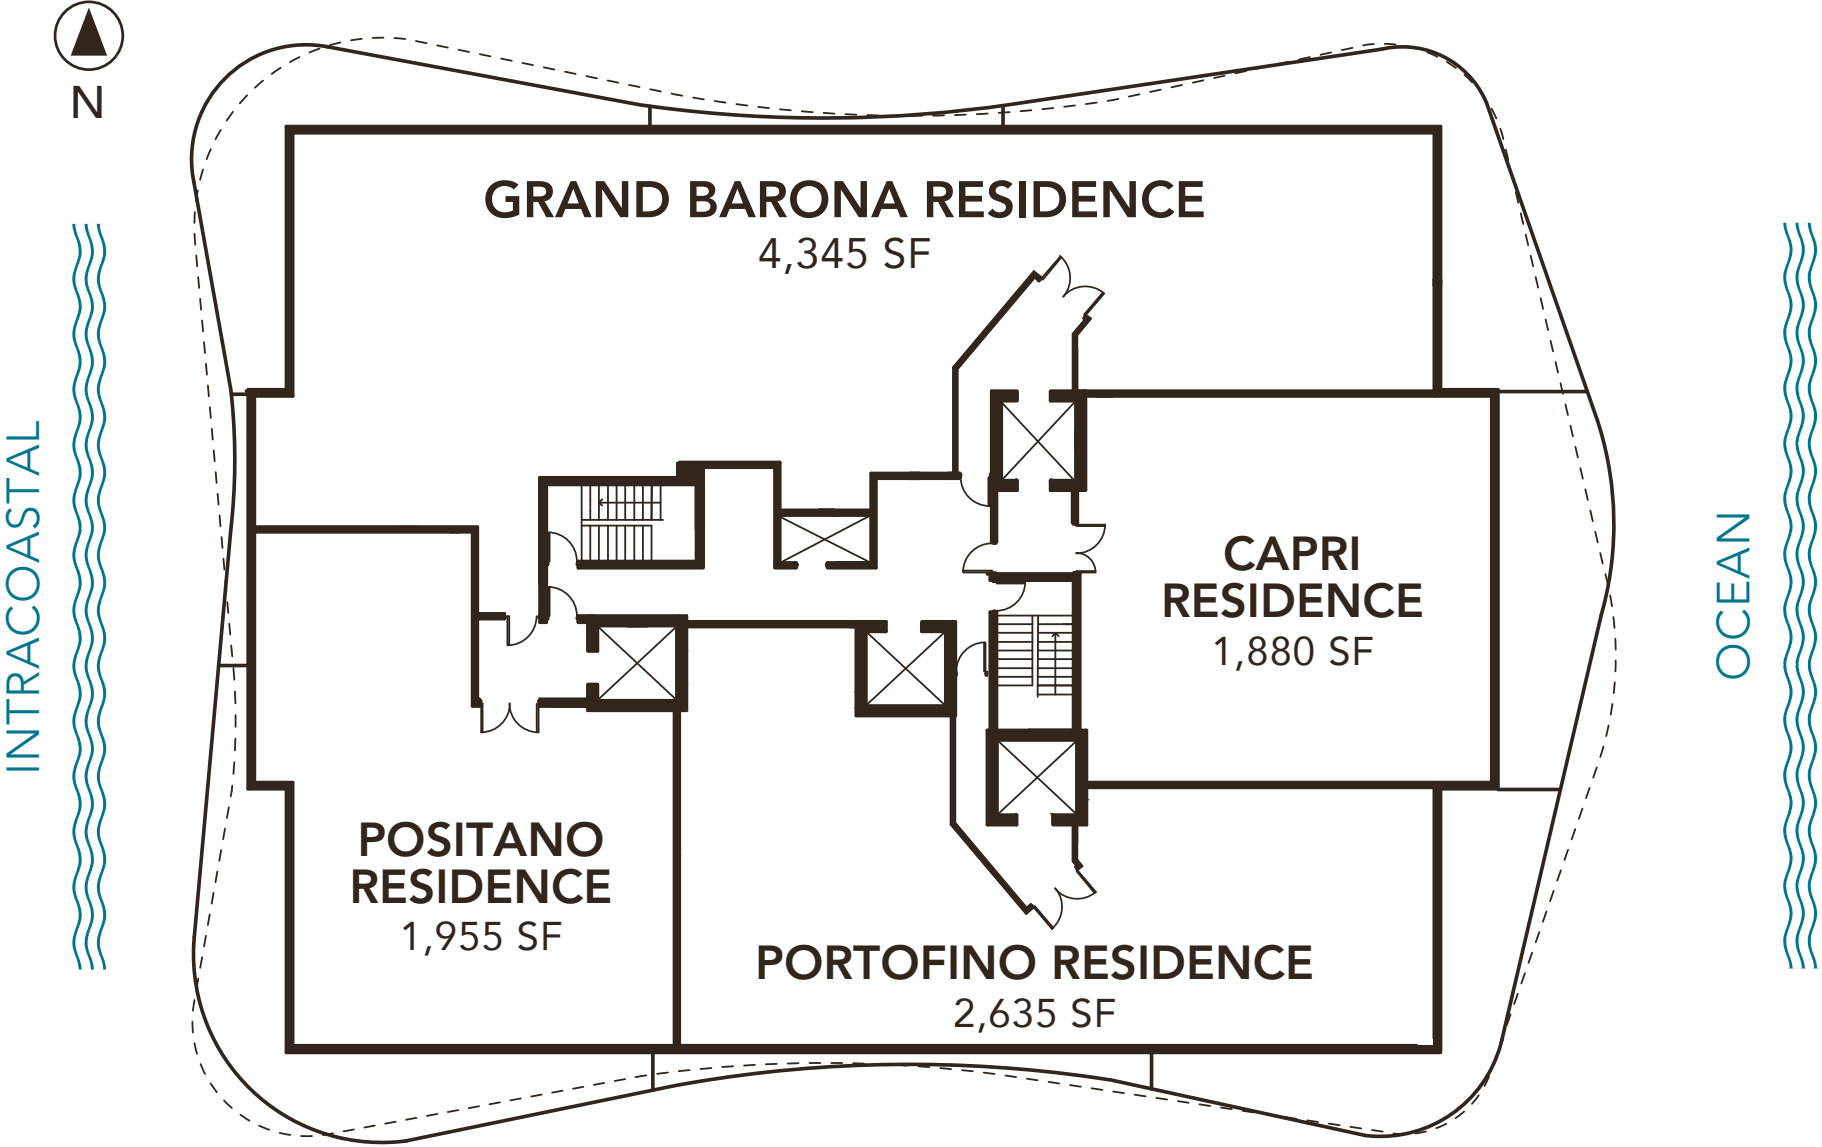 N
GRAND BARONA RESIDENCE
4,345 SF
INTRACOASTAL
OCEAN
CAPRI
RESIDENCE
1,880 SF
POSITANO
RESIDENCE
1,955 SF
PORTOFINO RESIDENCE
2,635 SF